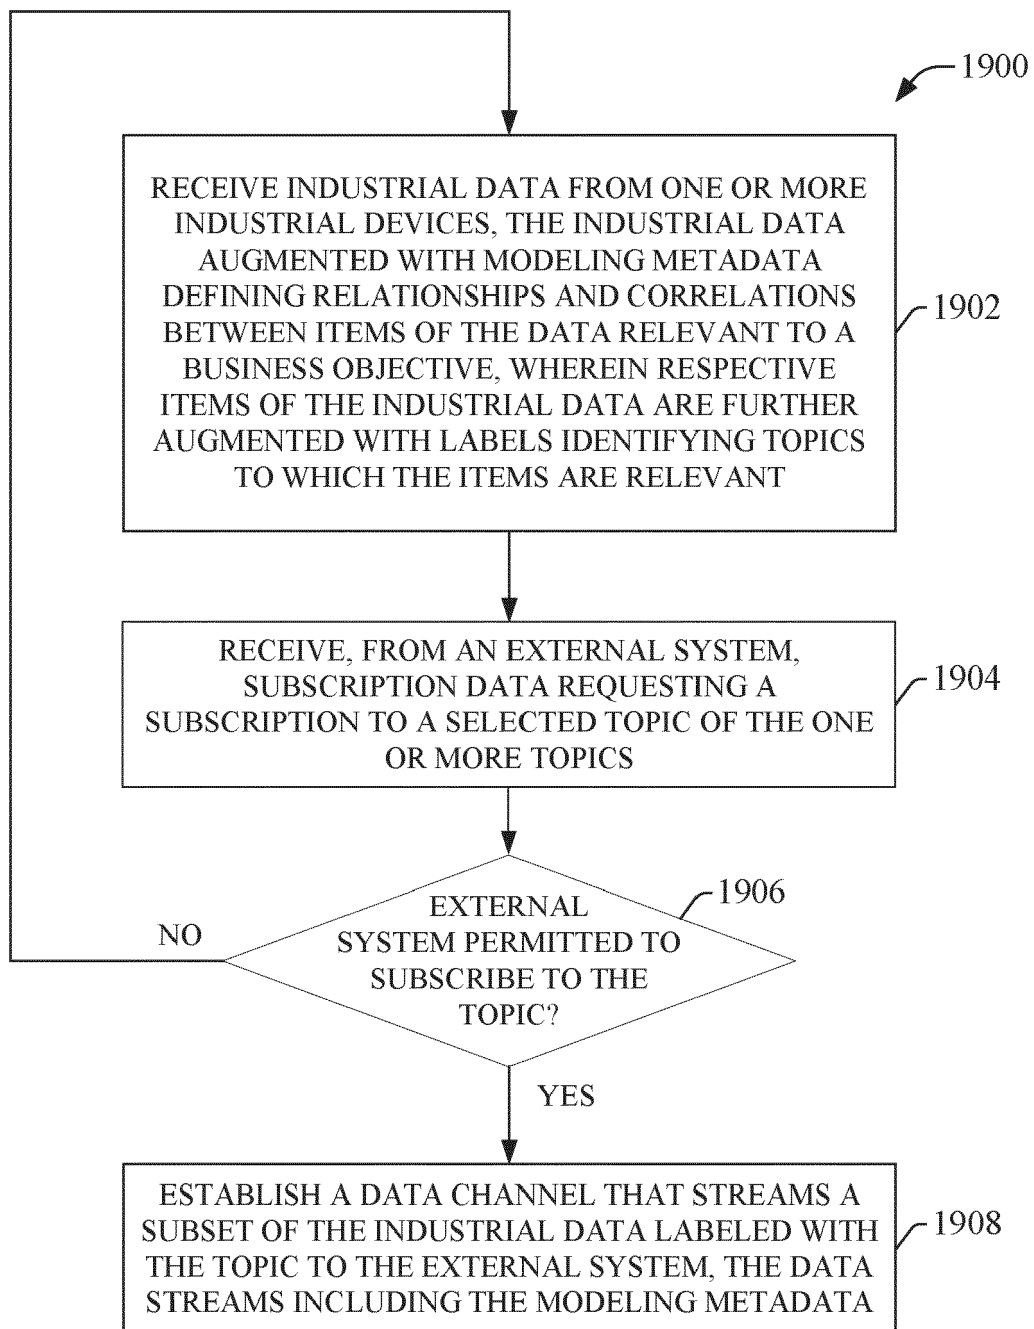 1900
RECEIVE INDUSTRIAL DATA FROM ONE OR MORE
INDUSTRIAL DEVICES, THE INDUSTRIAL DATA
AUGMENTED WITH MODELING METADATA
DEFINING RELATIONSHIPS AND CORRELATIONS
BETWEEN ITEMS OF THE DATA RELEVANT TO A
BUSINESS OBJECTIVE, WHEREIN RESPECTIVE
ITEMS OF THE INDUSTRIAL DATA ARE FURTHER
AUGMENTED WITH LABELS IDENTIFYING TOPICS
TO WHICH THE ITEMS ARE RELEVANT
1902
RECEIVE, FROM AN EXTERNAL SYSTEM,
SUBSCRIPTION DATA REQUESTING A
SUBSCRIPTION TO A SELECTED TOPIC OF THE ONE
OR MORE TOPICS
1904
EXTERNAL
SYSTEM PERMITTED TO
SUBSCRIBE TO THE
TOPIC?
1906
NO
YES
ESTABLISH A DATA CHANNEL THAT STREAMS A
SUBSET OF THE INDUSTRIAL DATA LABELED WITH
THE TOPIC TO THE EXTERNAL SYSTEM, THE DATA
STREAMS INCLUDING THE MODELING METADATA
1908